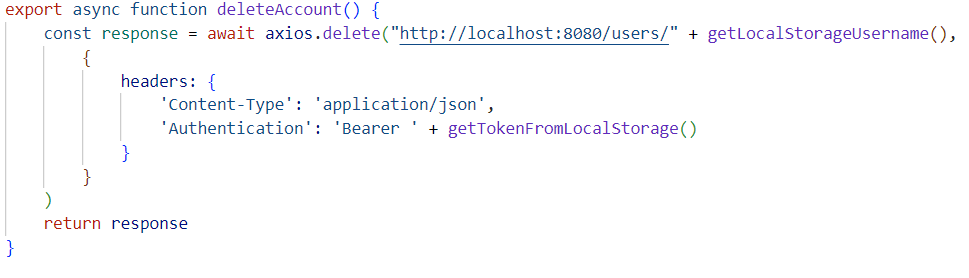 export async function deleteAccount() {
    const response = await axios.delete("http://localhost:8080/users/" + getLocalStorageUsername(),
        {
            headers: {
                'Content-Type': 'application/json',
                'Authentication': 'Bearer ' + getTokenFromLocalStorage()
            }
        }
    )
    return response
}